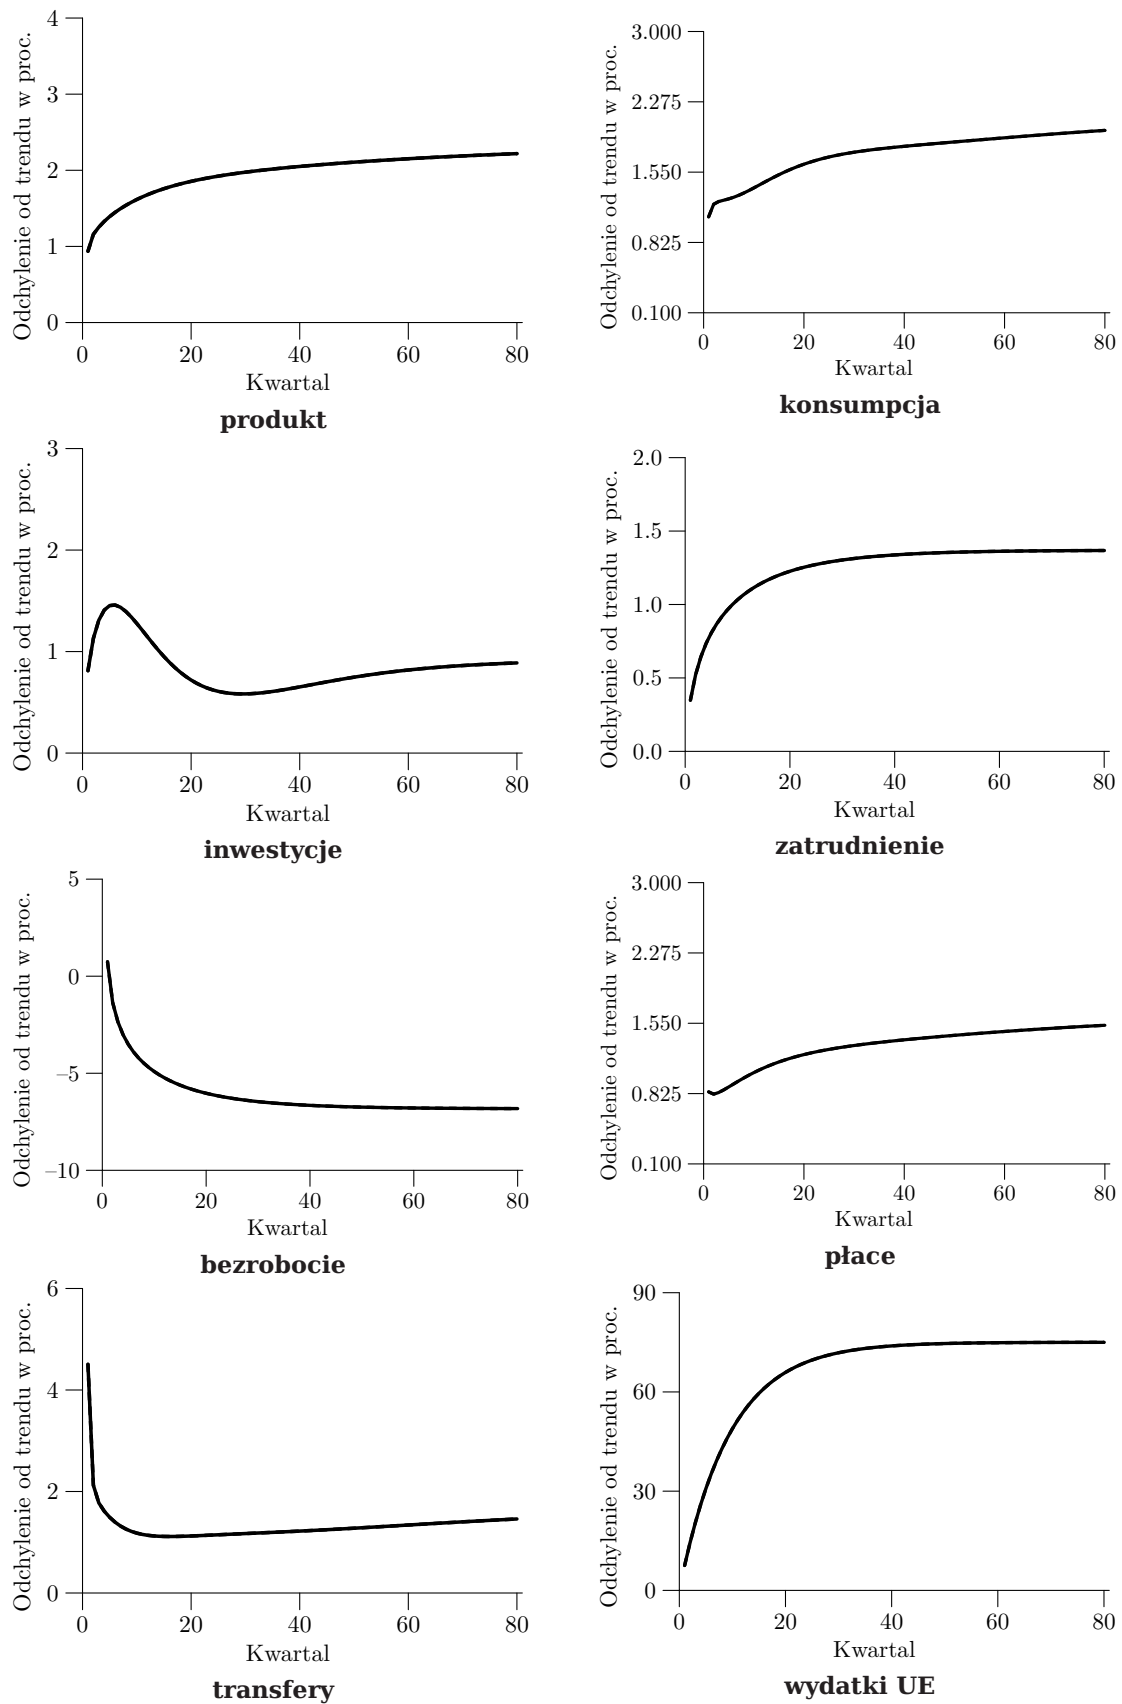 Odchylenie od trendu w proc.
4
3
2
1
0
0 20 40 60 80
Kwartal
produkt
Odchylenie od trendu w proc.
3.000
2.275
1.550
0.825
0.100
0 20 40 60 80
Kwartal
konsumpcja
Odchylenie od trendu w proc.
3
2
1
0
0 20 40 60 80
Kwartal
inwestycje
Odchylenie od trendu w proc.
2.0
1.5
1.0
0.5
0.0
0 20 40 60 80
Kwartal
zatrudnienie
Odchylenie od trendu w proc.
5
0
–5
–10
0 20 40 60 80
Kwartal
bezrobocie
Odchylenie od trendu w proc.
3.000
2.275
1.550
0.825
0.100
0 20 40 60 80
Kwartal
płace
Odchylenie od trendu w proc.
6
4
2
0
0 20 40 60 80
Kwartal
transfery
Odchylenie od trendu w proc.
90
60
30
0
0 20 40 60 80
Kwartal
wydatki UE